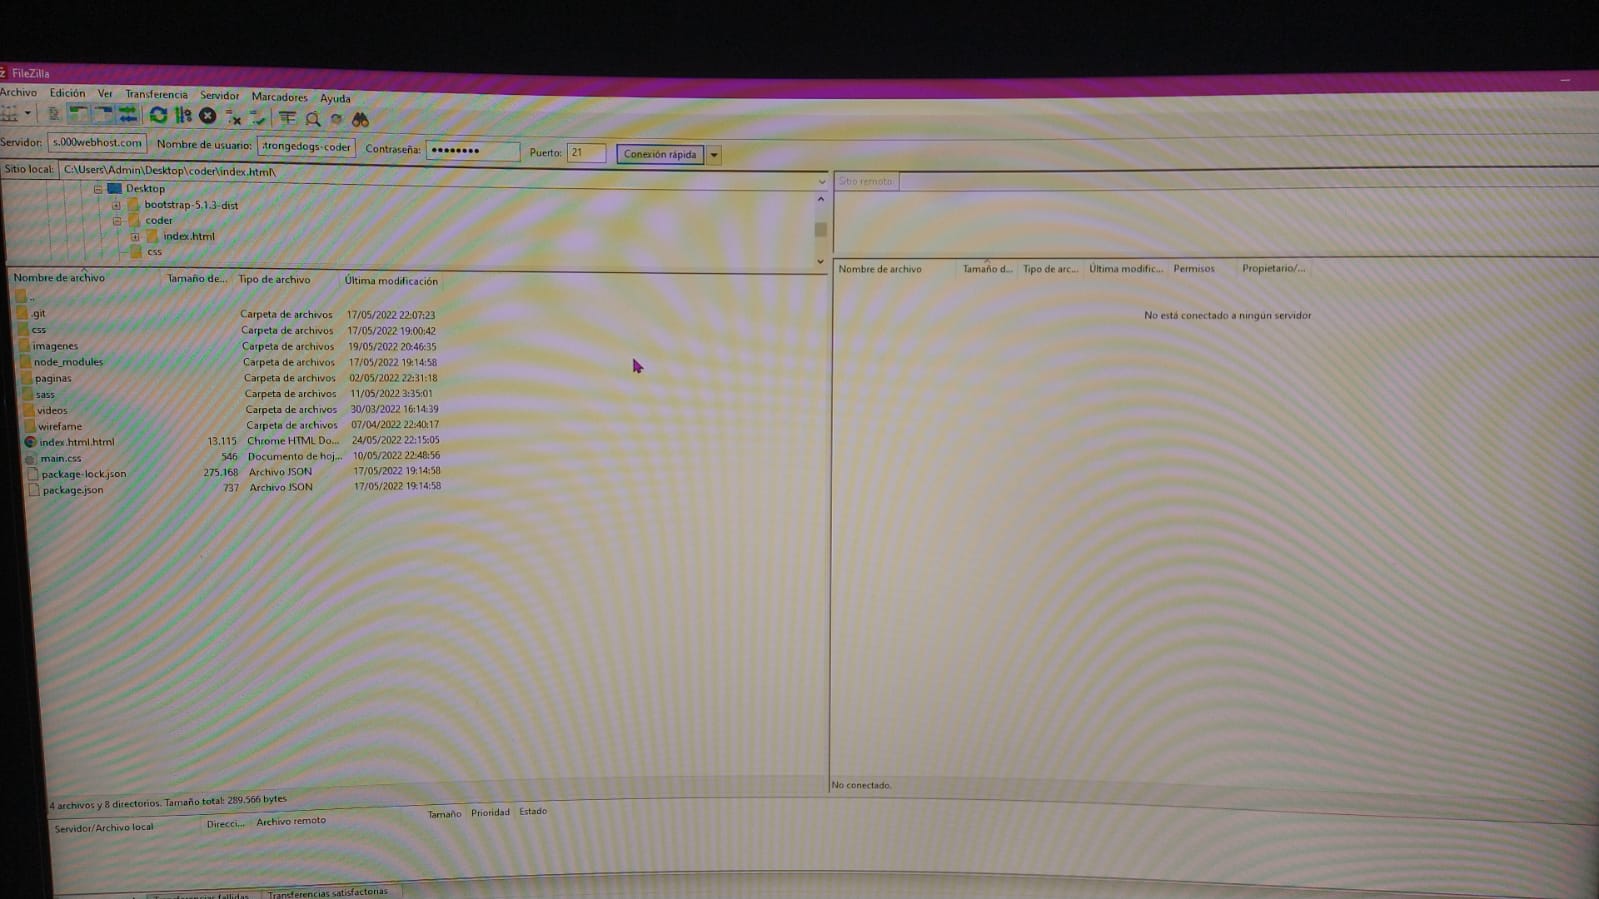 FileZilla
Archivo Edición Ver Transferencia Servidor Marcadores Ayuda
Servidor: s.000webhost.com Nombre de usuario: trongedogs-coder Contraseña: •••••••• Puerto: 21 Conexión rápida
Sitio local: C:\Users\Admin\Desktop\coder\index.html\
Sitio remoto:
Desktop
bootstrap-5.1.3-dist
coder
index.html
css
Nombre de archivo Tamaño de... Tipo de archivo Última modificación
Nombre de archivo Tamaño d... Tipo de arc... Última modific... Permisos Propietario/...
..
.git Carpeta de archivos 17/05/2022 22:07:23
No está conectado a ningún servidor
css Carpeta de archivos 17/05/2022 19:00:42
imagenes Carpeta de archivos 19/05/2022 20:46:35
node_modules Carpeta de archivos 17/05/2022 19:14:58
paginas Carpeta de archivos 02/05/2022 22:31:18
sass Carpeta de archivos 11/05/2022 3:35:01
videos Carpeta de archivos 30/03/2022 16:14:39
wirefame Carpeta de archivos 07/04/2022 22:40:17
index.html.html 13.115 Chrome HTML Do... 24/05/2022 22:15:05
main.css 546 Documento de hoj... 10/05/2022 22:48:56
package-lock.json 275.168 Archivo JSON 17/05/2022 19:14:58
package.json 737 Archivo JSON 17/05/2022 19:14:58
4 archivos y 8 directorios. Tamaño total: 289.566 bytes
No conectado.
Servidor/Archivo local Direcci... Archivo remoto Tamaño Prioridad Estado
Transferencias fallidas Transferencias satisfactorias